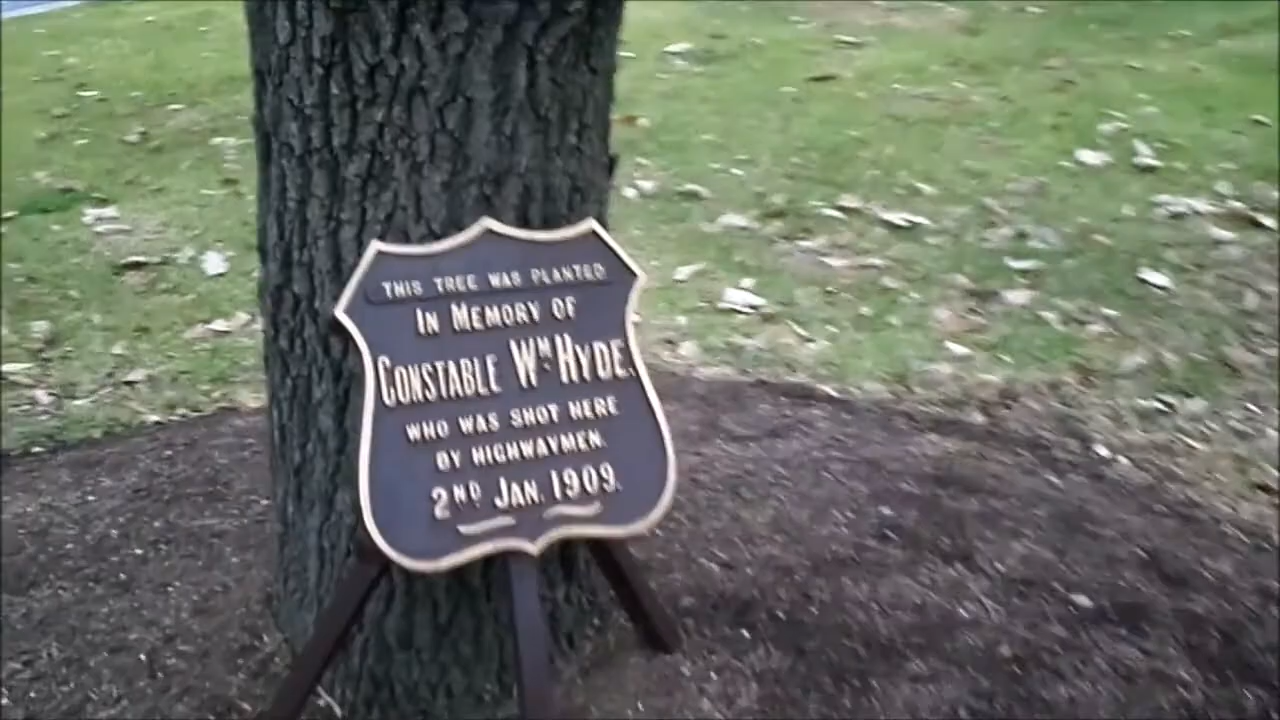 THIS TREE WAS PLANTED
IN MEMORY OF
CONSTABLE WM HYDE.
WHO WAS SHOT HERE
BY HIGHWAYMEN.
2ND JAN. 1909.